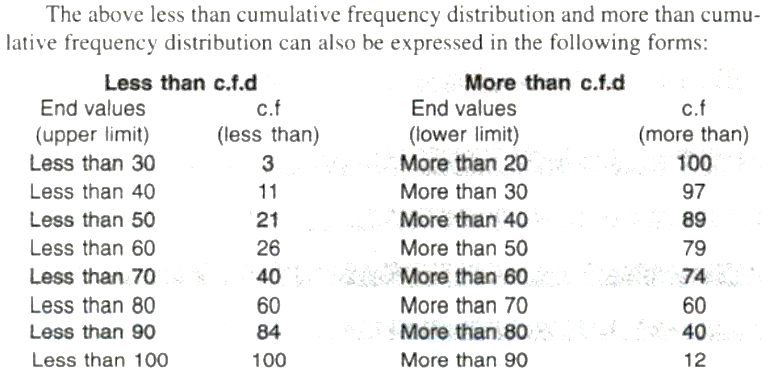 The above less than cumulative frequency distribution and more than cumu-
lative frequency distribution can also be expressed in the following forms:
Less than c.f.d More than c.f.d
End values c.f End values c.f
(upper limit) (less than) (lower limit) (more than)
Less than 30 3 More than 20 100
Less than 40 11 More than 30 97
Less than 50 21 More than 40 89
Less than 60 26 More than 50 79
Less than 70 40 More than 60 74
Less than 80 60 More than 70 60
Less than 90 84 More than 80 40
Less than 100 100 More than 90 12